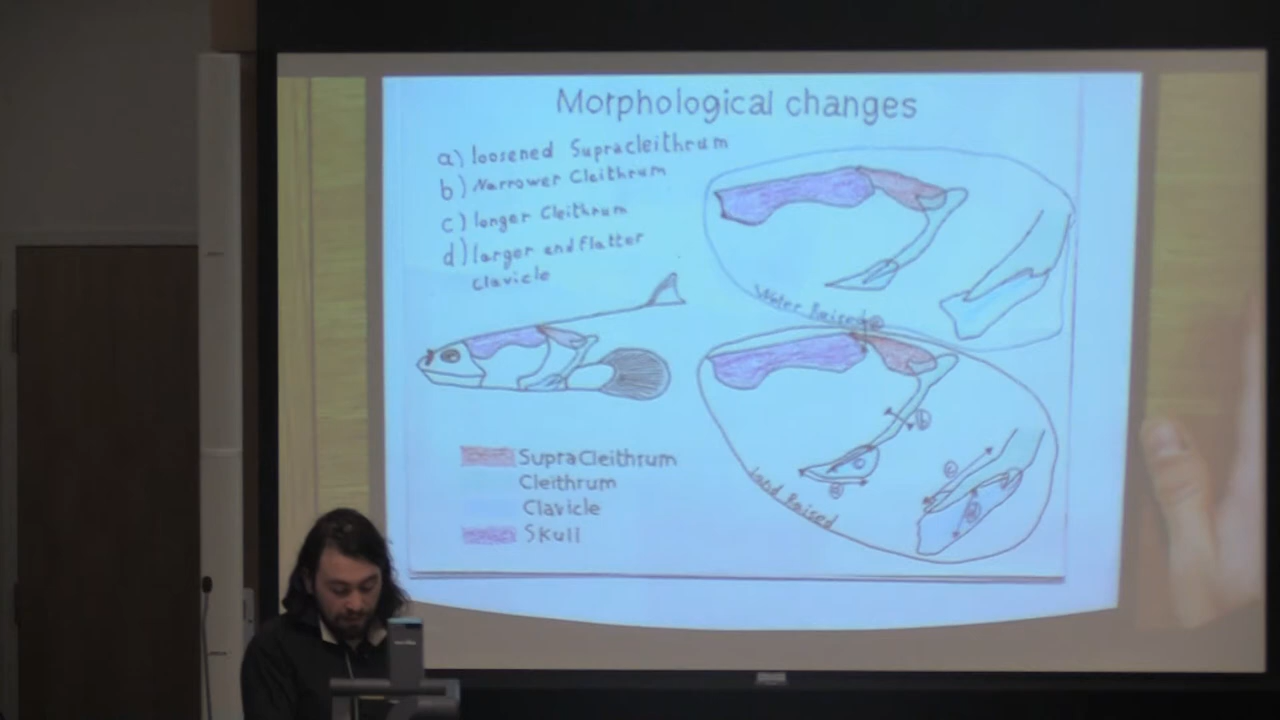 Morphological changes
a) loosened Supracleithrum
b) Narrower Cleithrum
c) longer Cleithrum
d) larger and flatter
Clavicle
Water Raised
a
b
c
c
d
land Raised
SupraCleithrum
Cleithrum
Clavicle
Skull